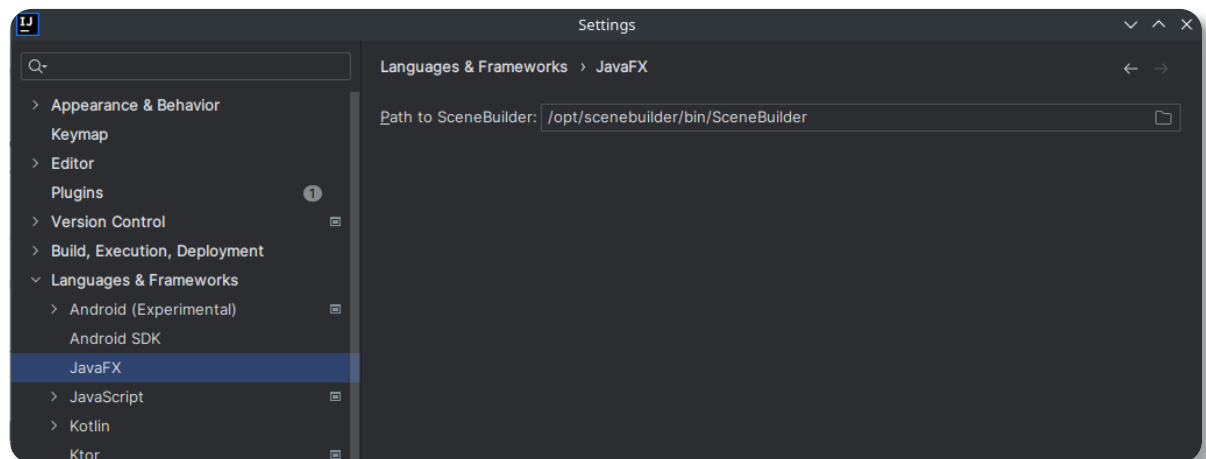 IJ
Settings
Languages & Frameworks › JavaFX
Path to SceneBuilder: /opt/scenebuilder/bin/SceneBuilder
Appearance & Behavior
Keymap
Editor
Plugins 1
Version Control
Build, Execution, Deployment
Languages & Frameworks
Android (Experimental)
Android SDK
JavaFX
JavaScript
Kotlin
Ktor